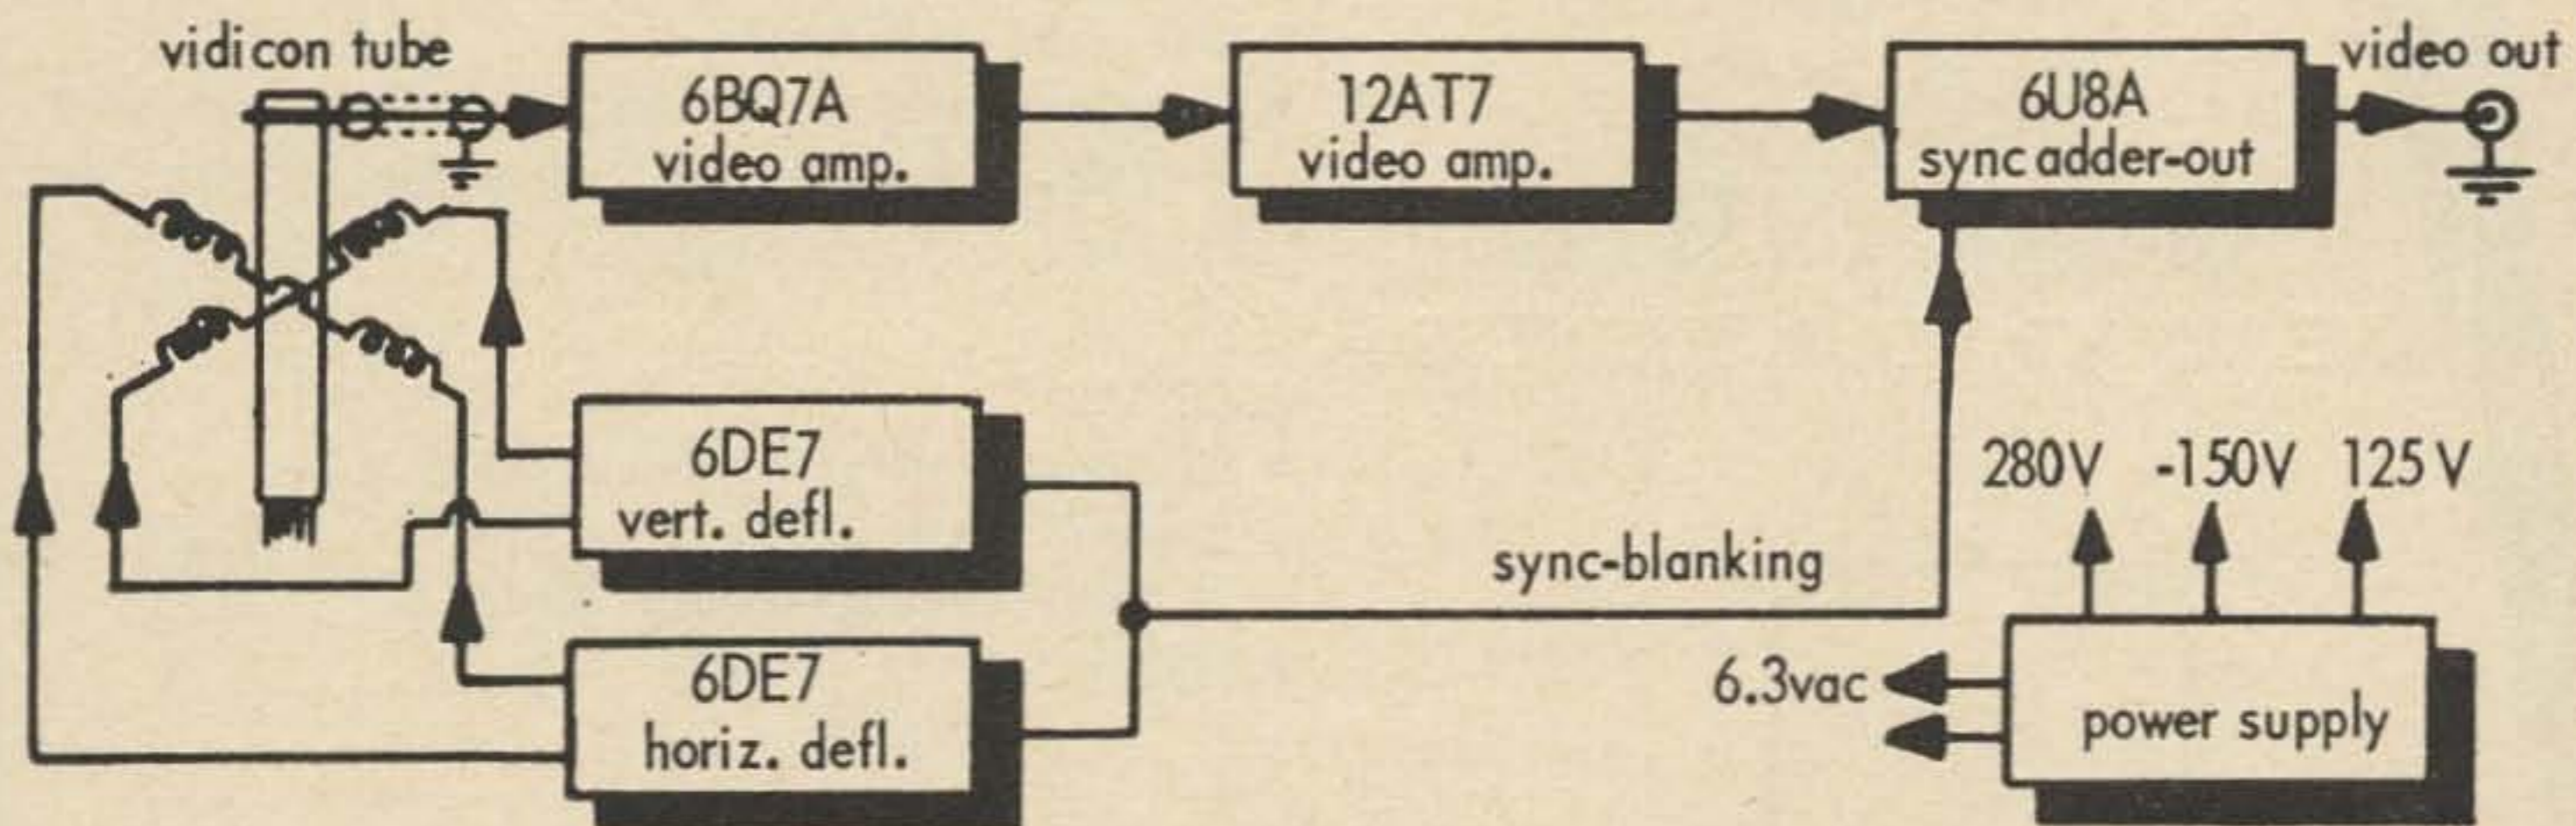 vidicon tube
6BQ7A
video amp.
12AT7
video amp.
6U8A
sync adder-out
video out
6DE7
vert. defl.
6DE7
horiz. defl.
sync-blanking
280V -150V 125V
6.3vac
power supply